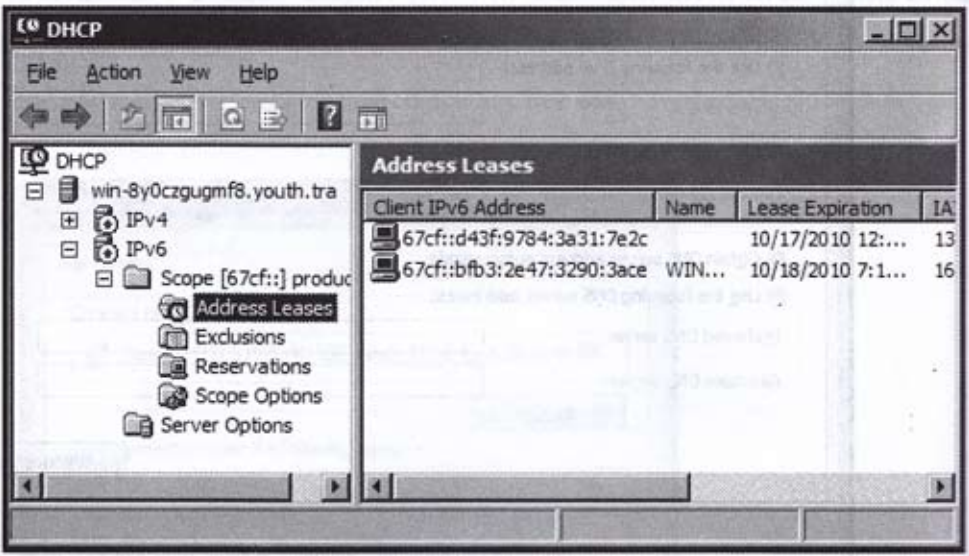 DHCP
File Action View Help
DHCP
win-8y0czgugmf8.youth.tra
IPv4
IPv6
Scope [67cf::] produc
Address Leases
Exclusions
Reservations
Scope Options
Server Options
Address Leases
Client IPv6 Address Name Lease Expiration IA
67cf::d43f:9784:3a31:7e2c 10/17/2010 12:... 13
67cf::bfb3:2e47:3290:3ace WIN... 10/18/2010 7:1... 16